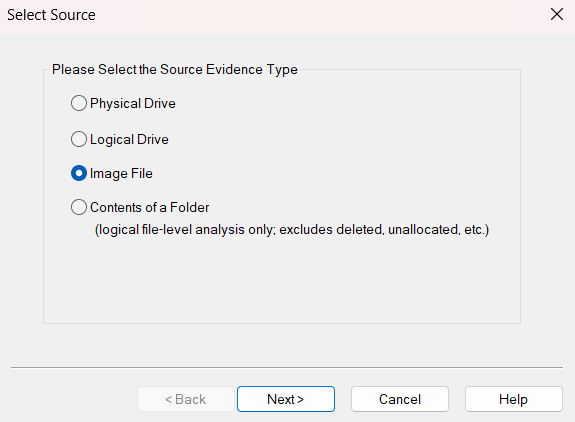 Select Source
Please Select the Source Evidence Type
Physical Drive
Logical Drive
Image File
Contents of a Folder
(logical file-level analysis only; excludes deleted, unallocated, etc.)
< Back
Next >
Cancel
Help